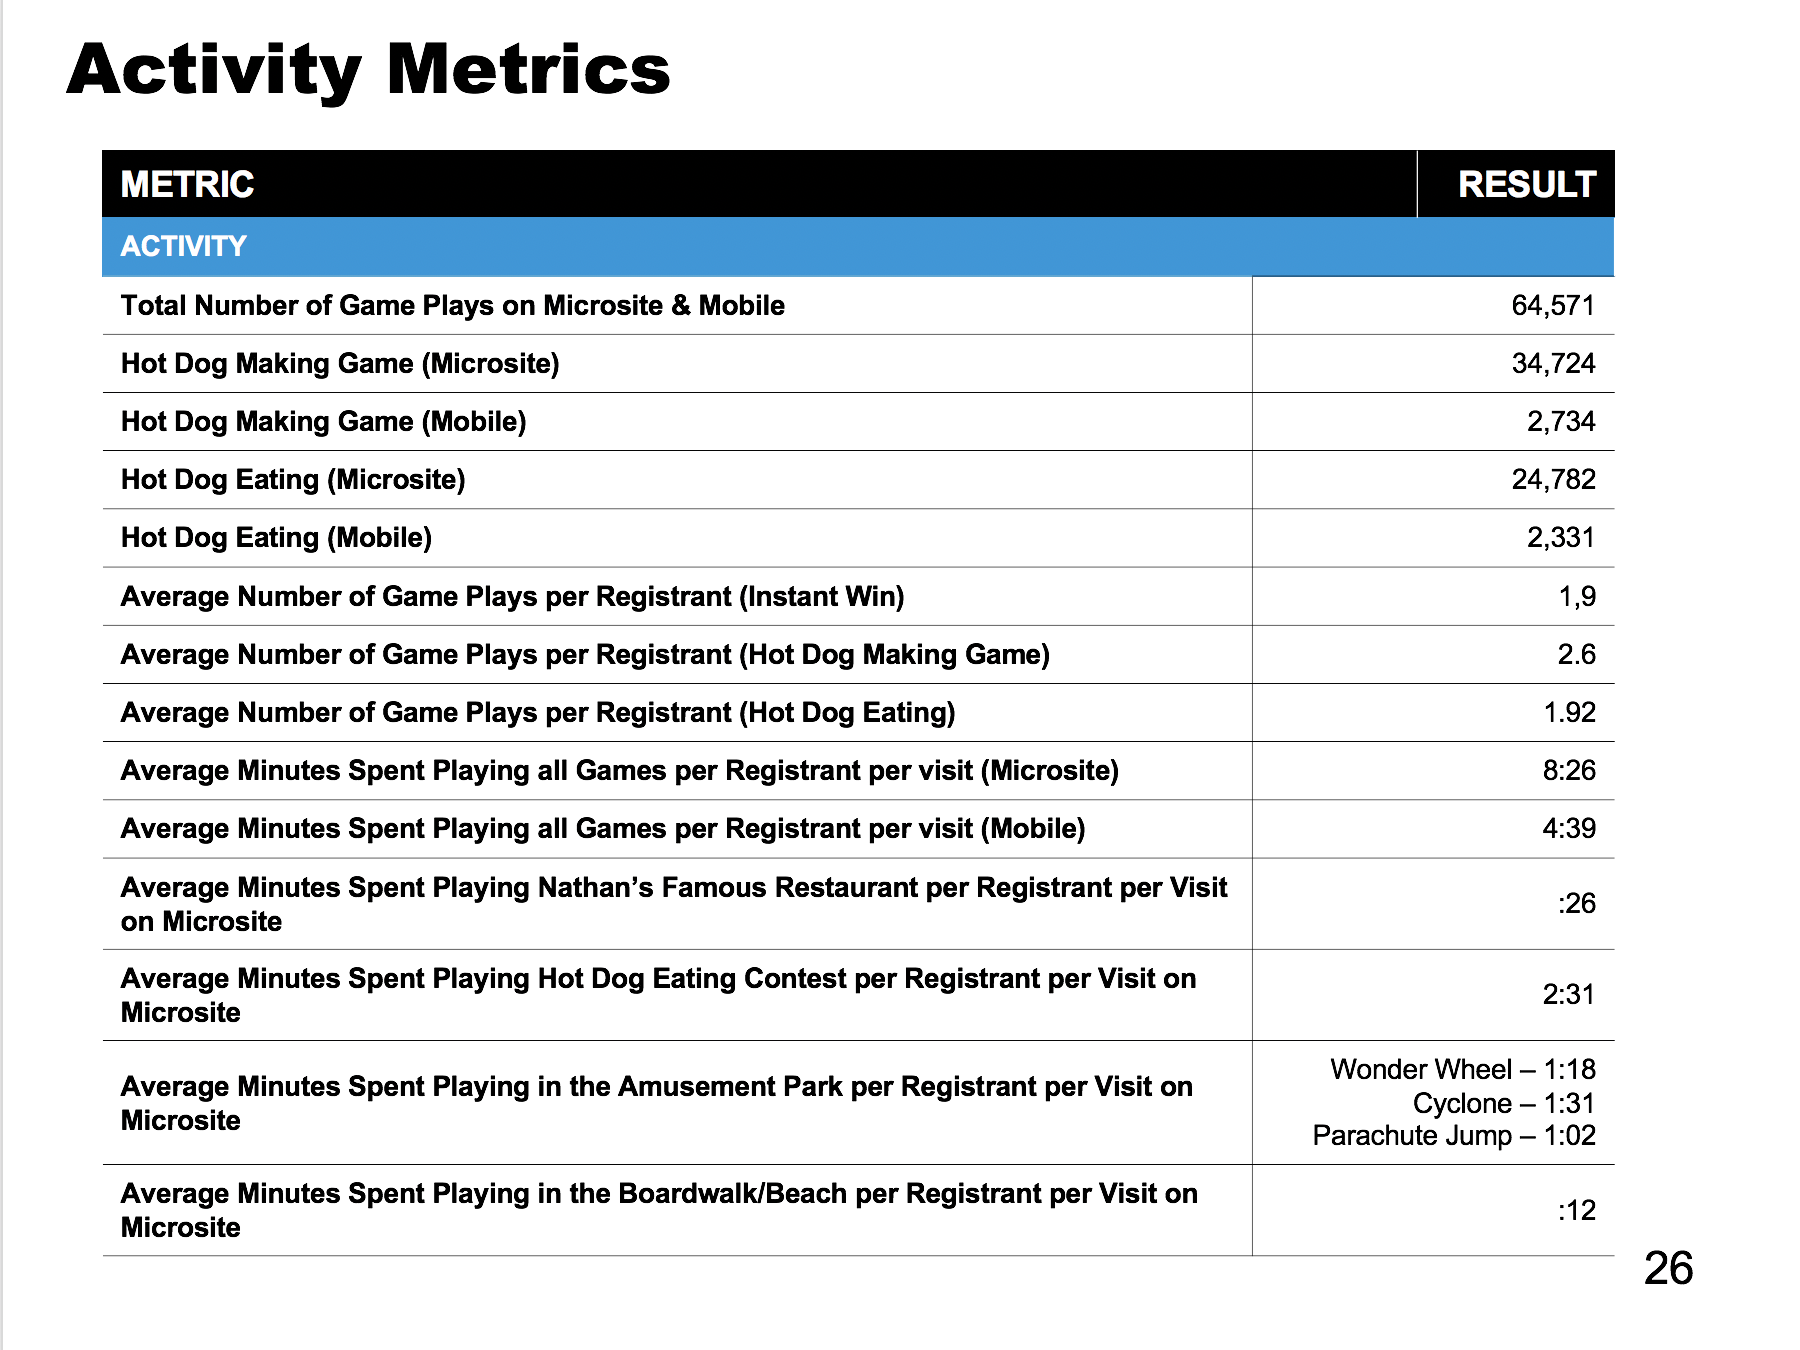 Activity Metrics
METRIC RESULT
ACTIVITY
Total Number of Game Plays on Microsite & Mobile 64,571
Hot Dog Making Game (Microsite) 34,724
Hot Dog Making Game (Mobile) 2,734
Hot Dog Eating (Microsite) 24,782
Hot Dog Eating (Mobile) 2,331
Average Number of Game Plays per Registrant (Instant Win) 1,9
Average Number of Game Plays per Registrant (Hot Dog Making Game) 2.6
Average Number of Game Plays per Registrant (Hot Dog Eating) 1.92
Average Minutes Spent Playing all Games per Registrant per visit (Microsite) 8:26
Average Minutes Spent Playing all Games per Registrant per visit (Mobile) 4:39
Average Minutes Spent Playing Nathan’s Famous Restaurant per Registrant per Visit
on Microsite
:26
Average Minutes Spent Playing Hot Dog Eating Contest per Registrant per Visit on
Microsite
2:31
Average Minutes Spent Playing in the Amusement Park per Registrant per Visit on
Microsite
Wonder Wheel – 1:18
Cyclone – 1:31
Parachute Jump – 1:02
Average Minutes Spent Playing in the Boardwalk/Beach per Registrant per Visit on
Microsite
:12
26